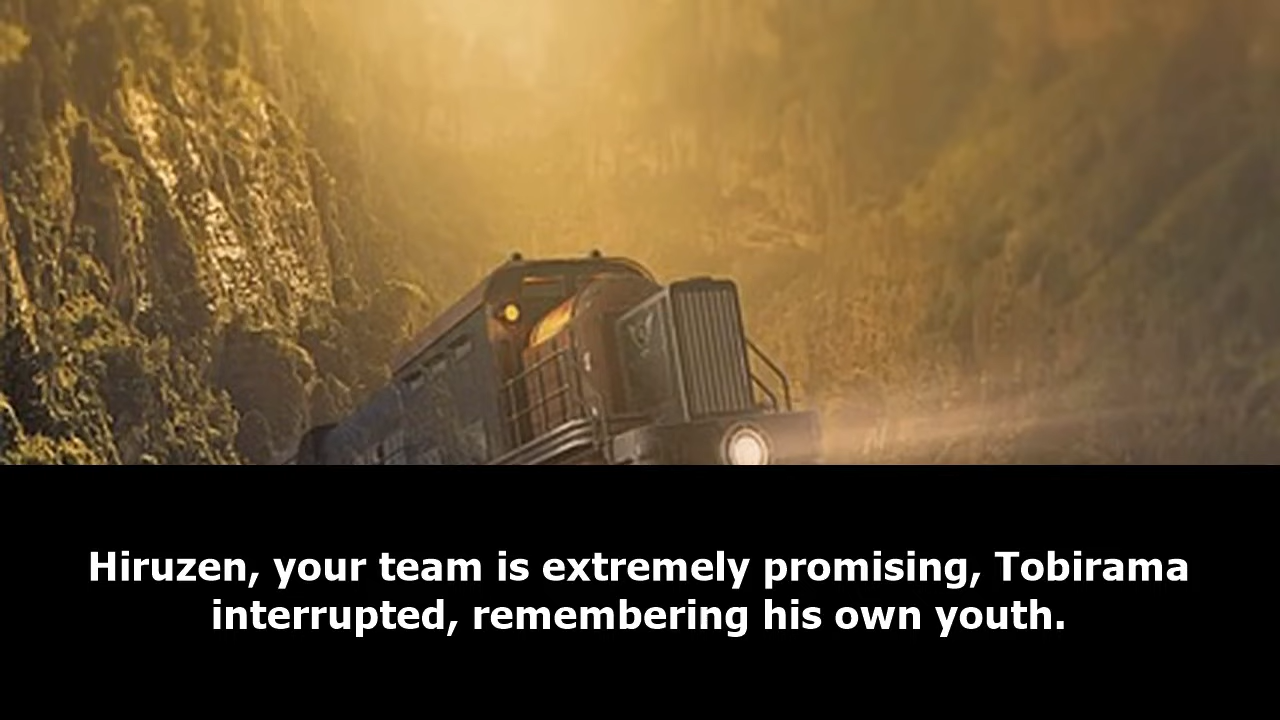 Hiruzen, your team is extremely promising, Tobirama
interrupted, remembering his own youth.